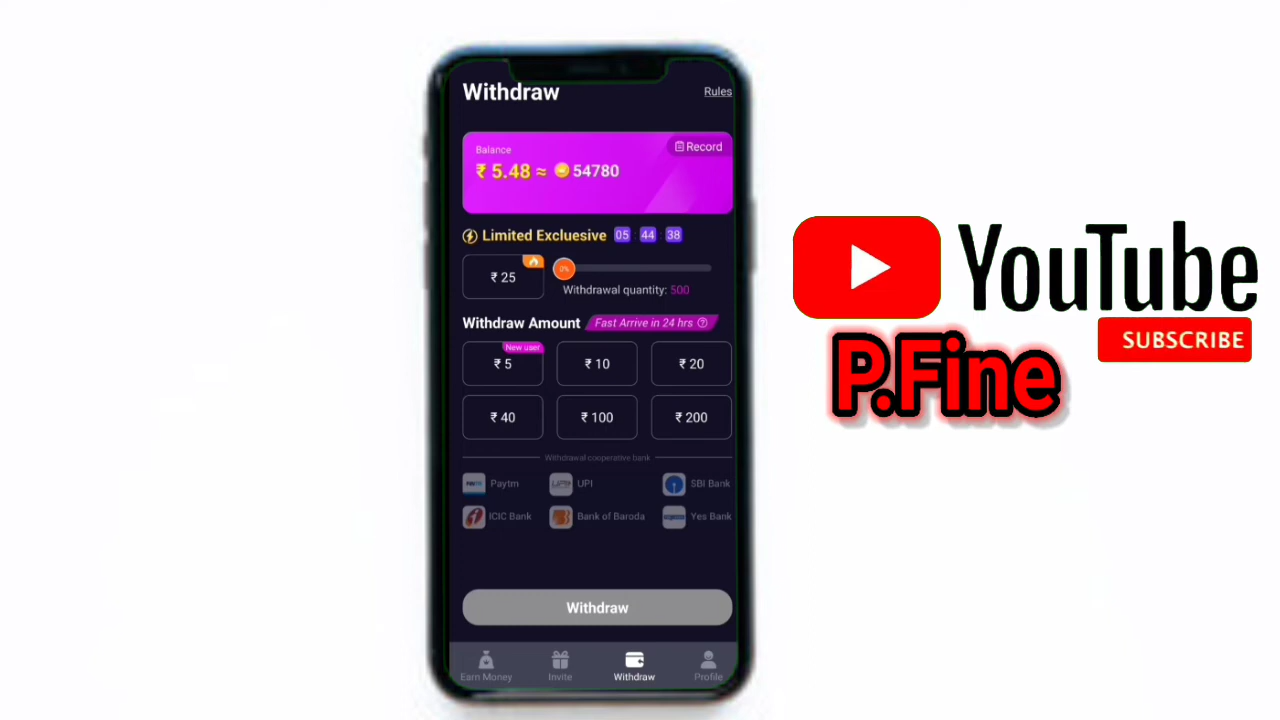 Withdraw
Rules
Balance
Record
₹ 5.48 ≈ 54780
Limited Excluesive 05 : 44 : 38
₹ 25
0%
Withdrawal quantity: 500
Withdraw Amount
Fast Arrive in 24 hrs ?
New user
₹ 5
₹ 10
₹ 20
₹ 40
₹ 100
₹ 200
Withdrawal cooperative bank
Paytm
UPI
SBI Bank
ICIC Bank
Bank of Baroda
Yes Bank
Withdraw
Earn Money
Invite
Withdraw
Profile
YouTube
SUBSCRIBE
P.Fine